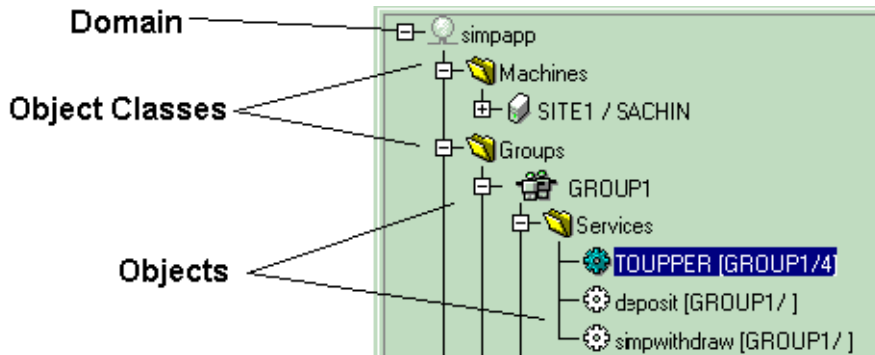 Domain
simpapp
Machines
Object Classes
SITE1 / SACHIN
Groups
GROUP1
Services
Objects
TOUPPER [GROUP1/4]
deposit [GROUP1/ ]
simpwithdraw [GROUP1/ ]